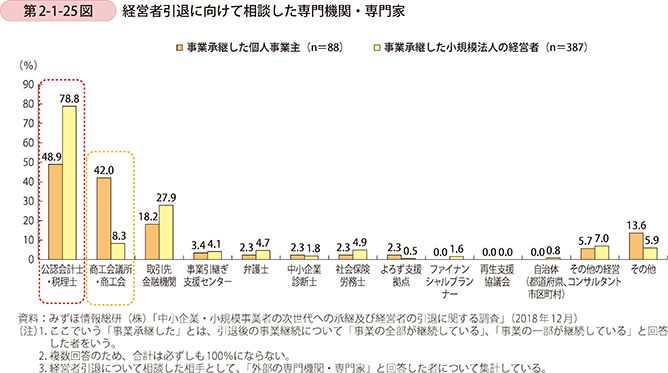 第2-1-25図 経営者引退に向けて相談した専門機関・専門家
事業承継した個人事業主（n＝88） 事業承継した小規模法人の経営者（n＝387）
（%）
90
80
70
60
50
40
30
20
10
0
48.9 78.8
42.0 8.3
18.2 27.9
3.4 4.1
2.3 4.7
2.3 1.8
2.3 4.9
2.3 0.5
0.0 1.6
0.0 0.0
0.0 0.8
5.7 7.0
13.6 5.9
公認会計士
・税理士
商工会議所
・商工会
取引先
金融機関
事業引継ぎ
支援センター
弁護士
中小企業
診断士
社会保険
労務士
よろず支援
拠点
ファイナン
シャルプラン
ナー
再生支援
協議会
自治体
（都道府県、
市区町村）
その他の経営
コンサルタント
その他
資料：みずほ情報総研（株）「中小企業・小規模事業者の次世代への承継及び経営者の引退に関する調査」（2018年12月）
（注）1. ここでいう「事業承継した」とは、引退後の事業継続について「事業の全部が継続している」、「事業の一部が継続している」と回答
した者をいう。
2. 複数回答のため、合計は必ずしも100％にならない。
3. 経営者引退について相談した相手として、「外部の専門機関・専門家」と回答した者について集計している。